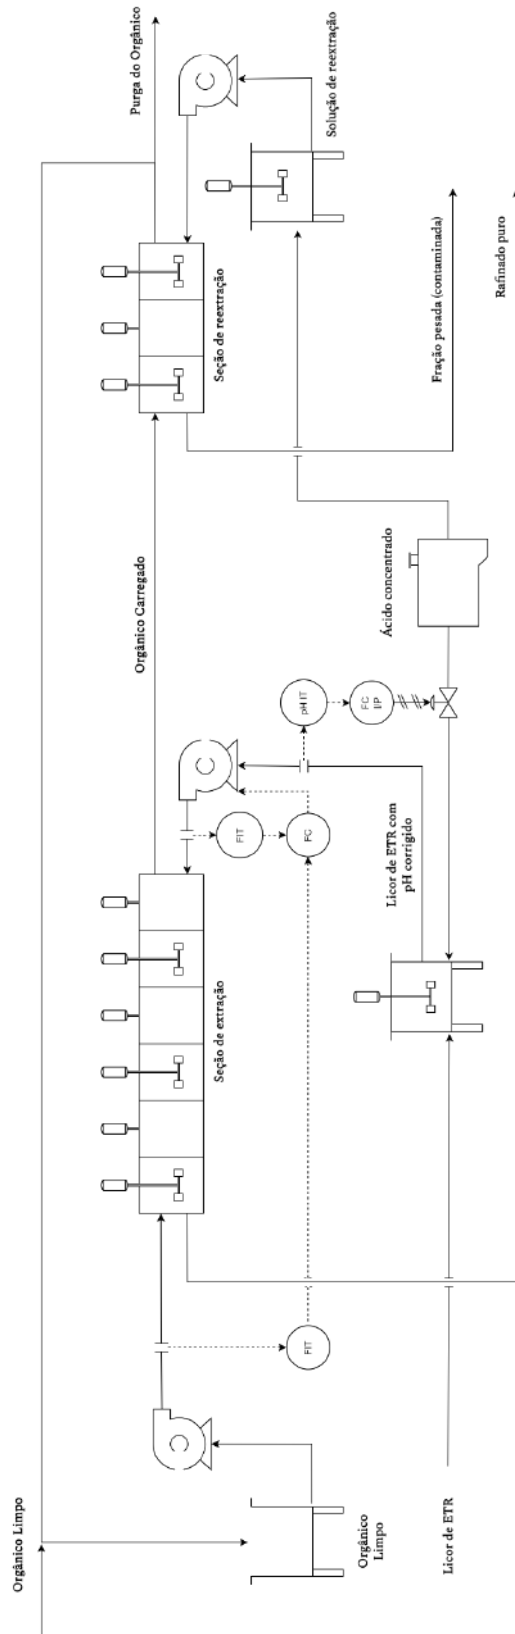 Orgânico Limpo
Purga do Orgânico
Orgânico
Limpo
FIT
Seção de extração
FIT
FC
Orgânico Carregado
Seção de reextração
Solução de reextração
Licor de ETR
Licor de ETR com
pH corrigido
pH IT
FC
I/P
Ácido concentrado
Fração pesada (contaminada)
Rafinado puro